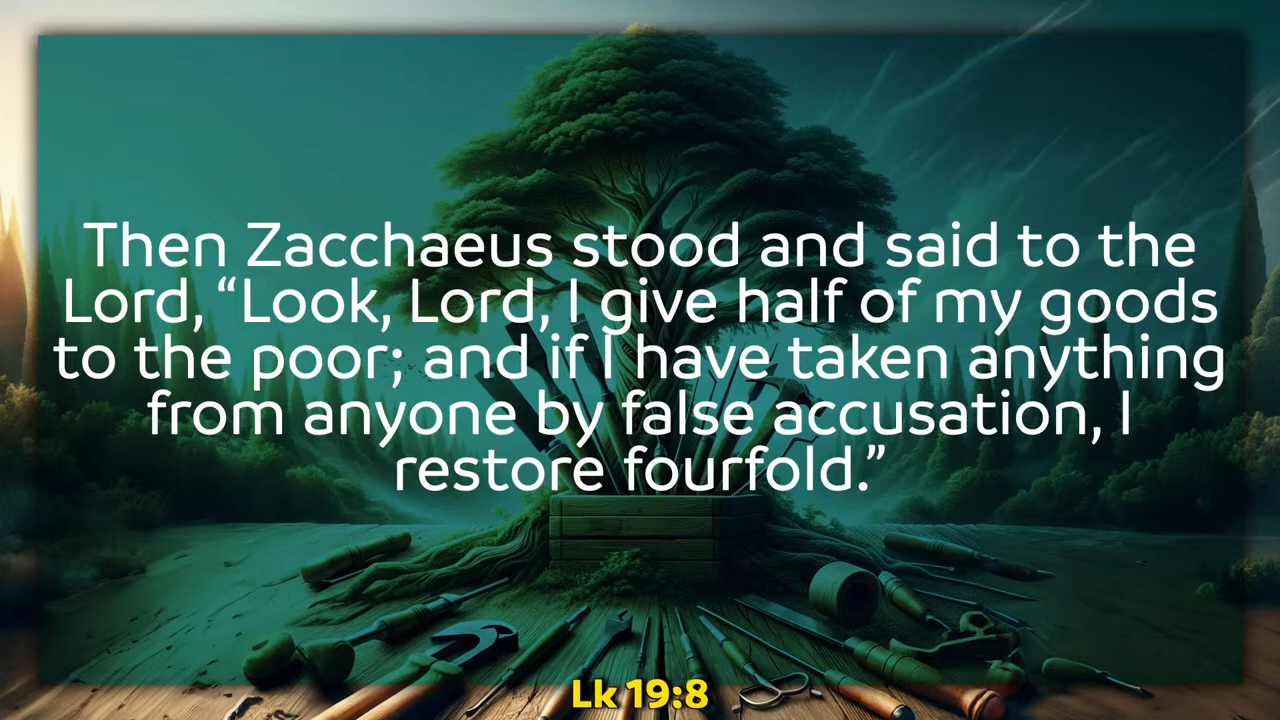 Then Zacchaeus stood and said to the
Lord, “Look, Lord, I give half of my goods
to the poor; and if I have taken anything
from anyone by false accusation, I
restore fourfold.”
Lk 19:8